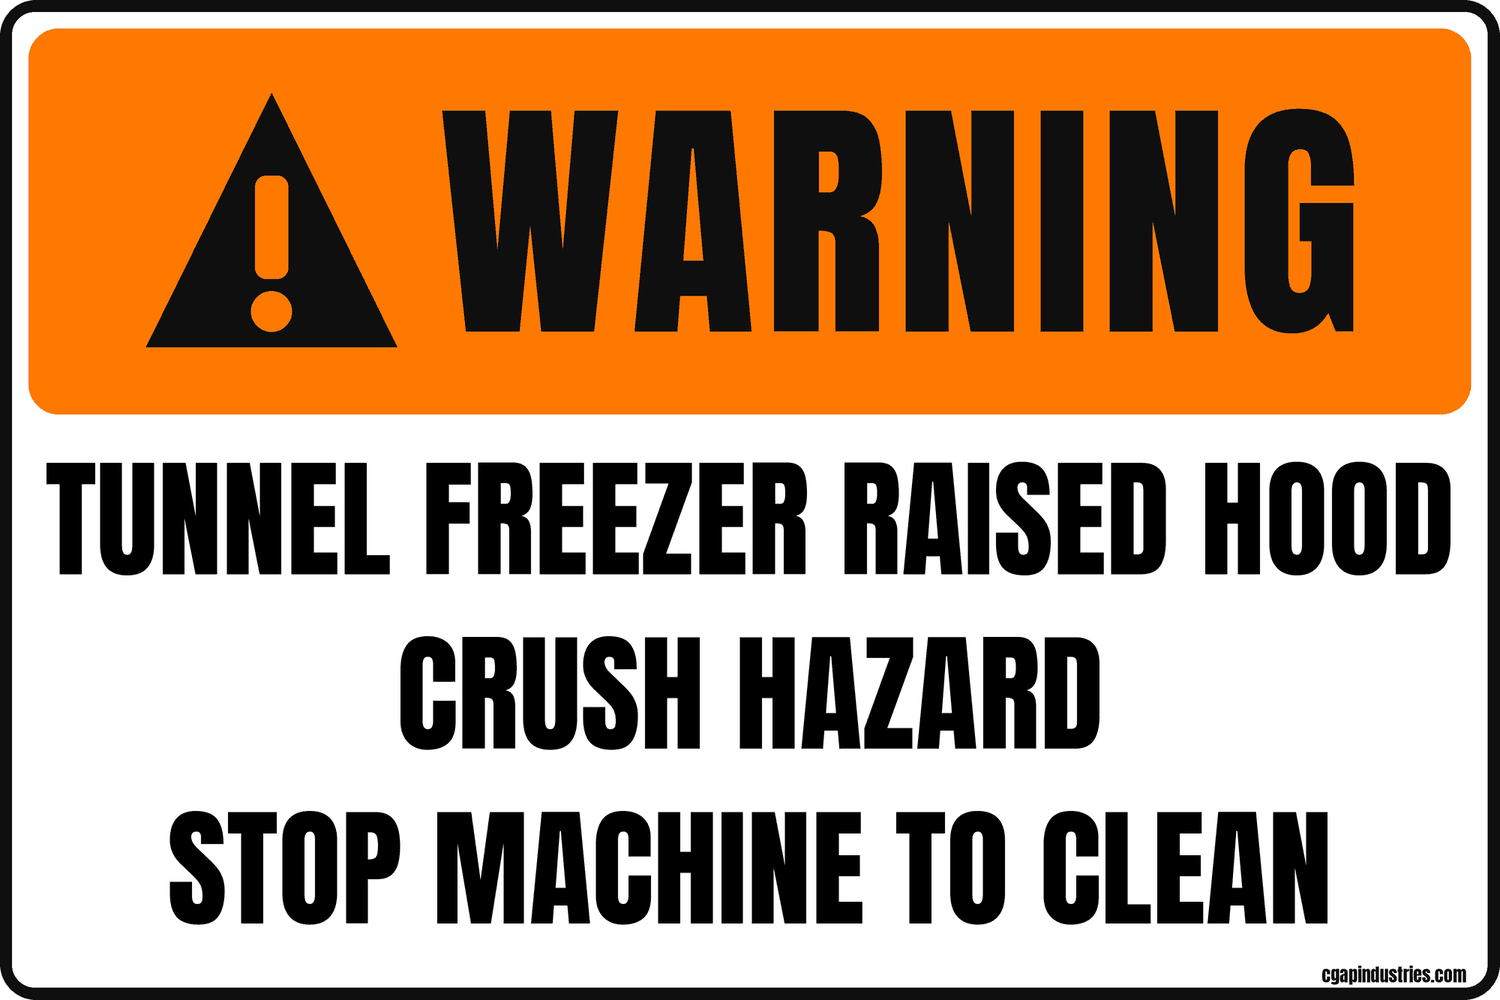 WARNING
TUNNEL FREEZER RAISED HOOD
CRUSH HAZARD
STOP MACHINE TO CLEAN
cgapindustries.com